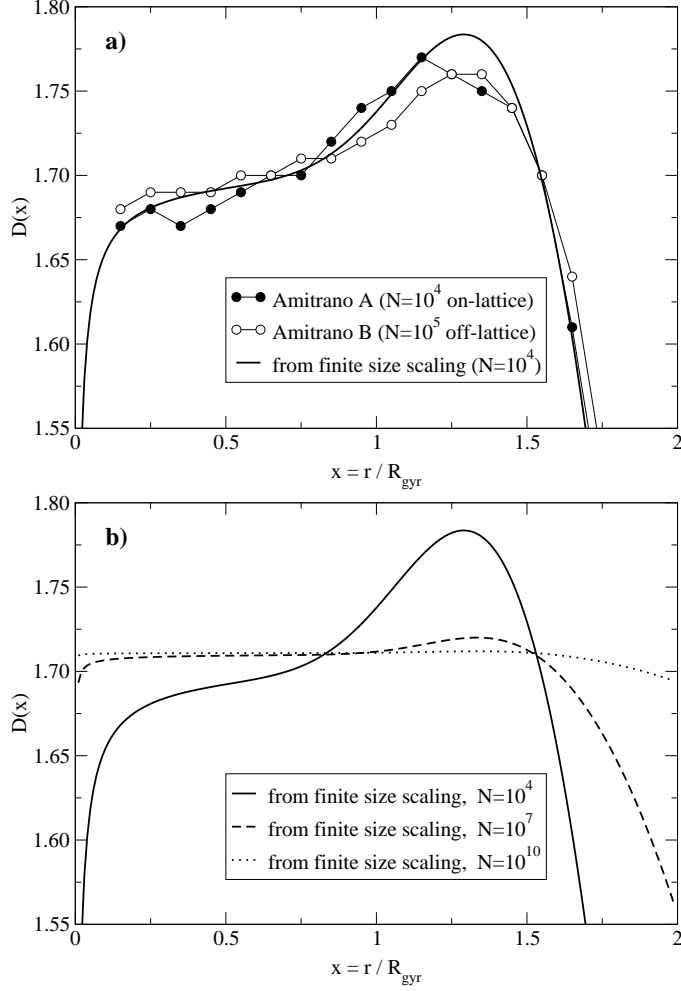 1.80
a)
1.75
1.70
D(x)
1.65
Amitrano A (N=10^4 on-lattice)
Amitrano B (N=10^5 off-lattice)
1.60
from finite size scaling (N=10^4)
1.55
0 0.5 1 1.5 2
x = r / R_gyr
1.80
b)
1.75
1.70
D(x)
1.65
from finite size scaling, N=10^4
1.60
from finite size scaling, N=10^7
from finite size scaling, N=10^10
1.55
0 0.5 1 1.5 2
x = r / R_gyr